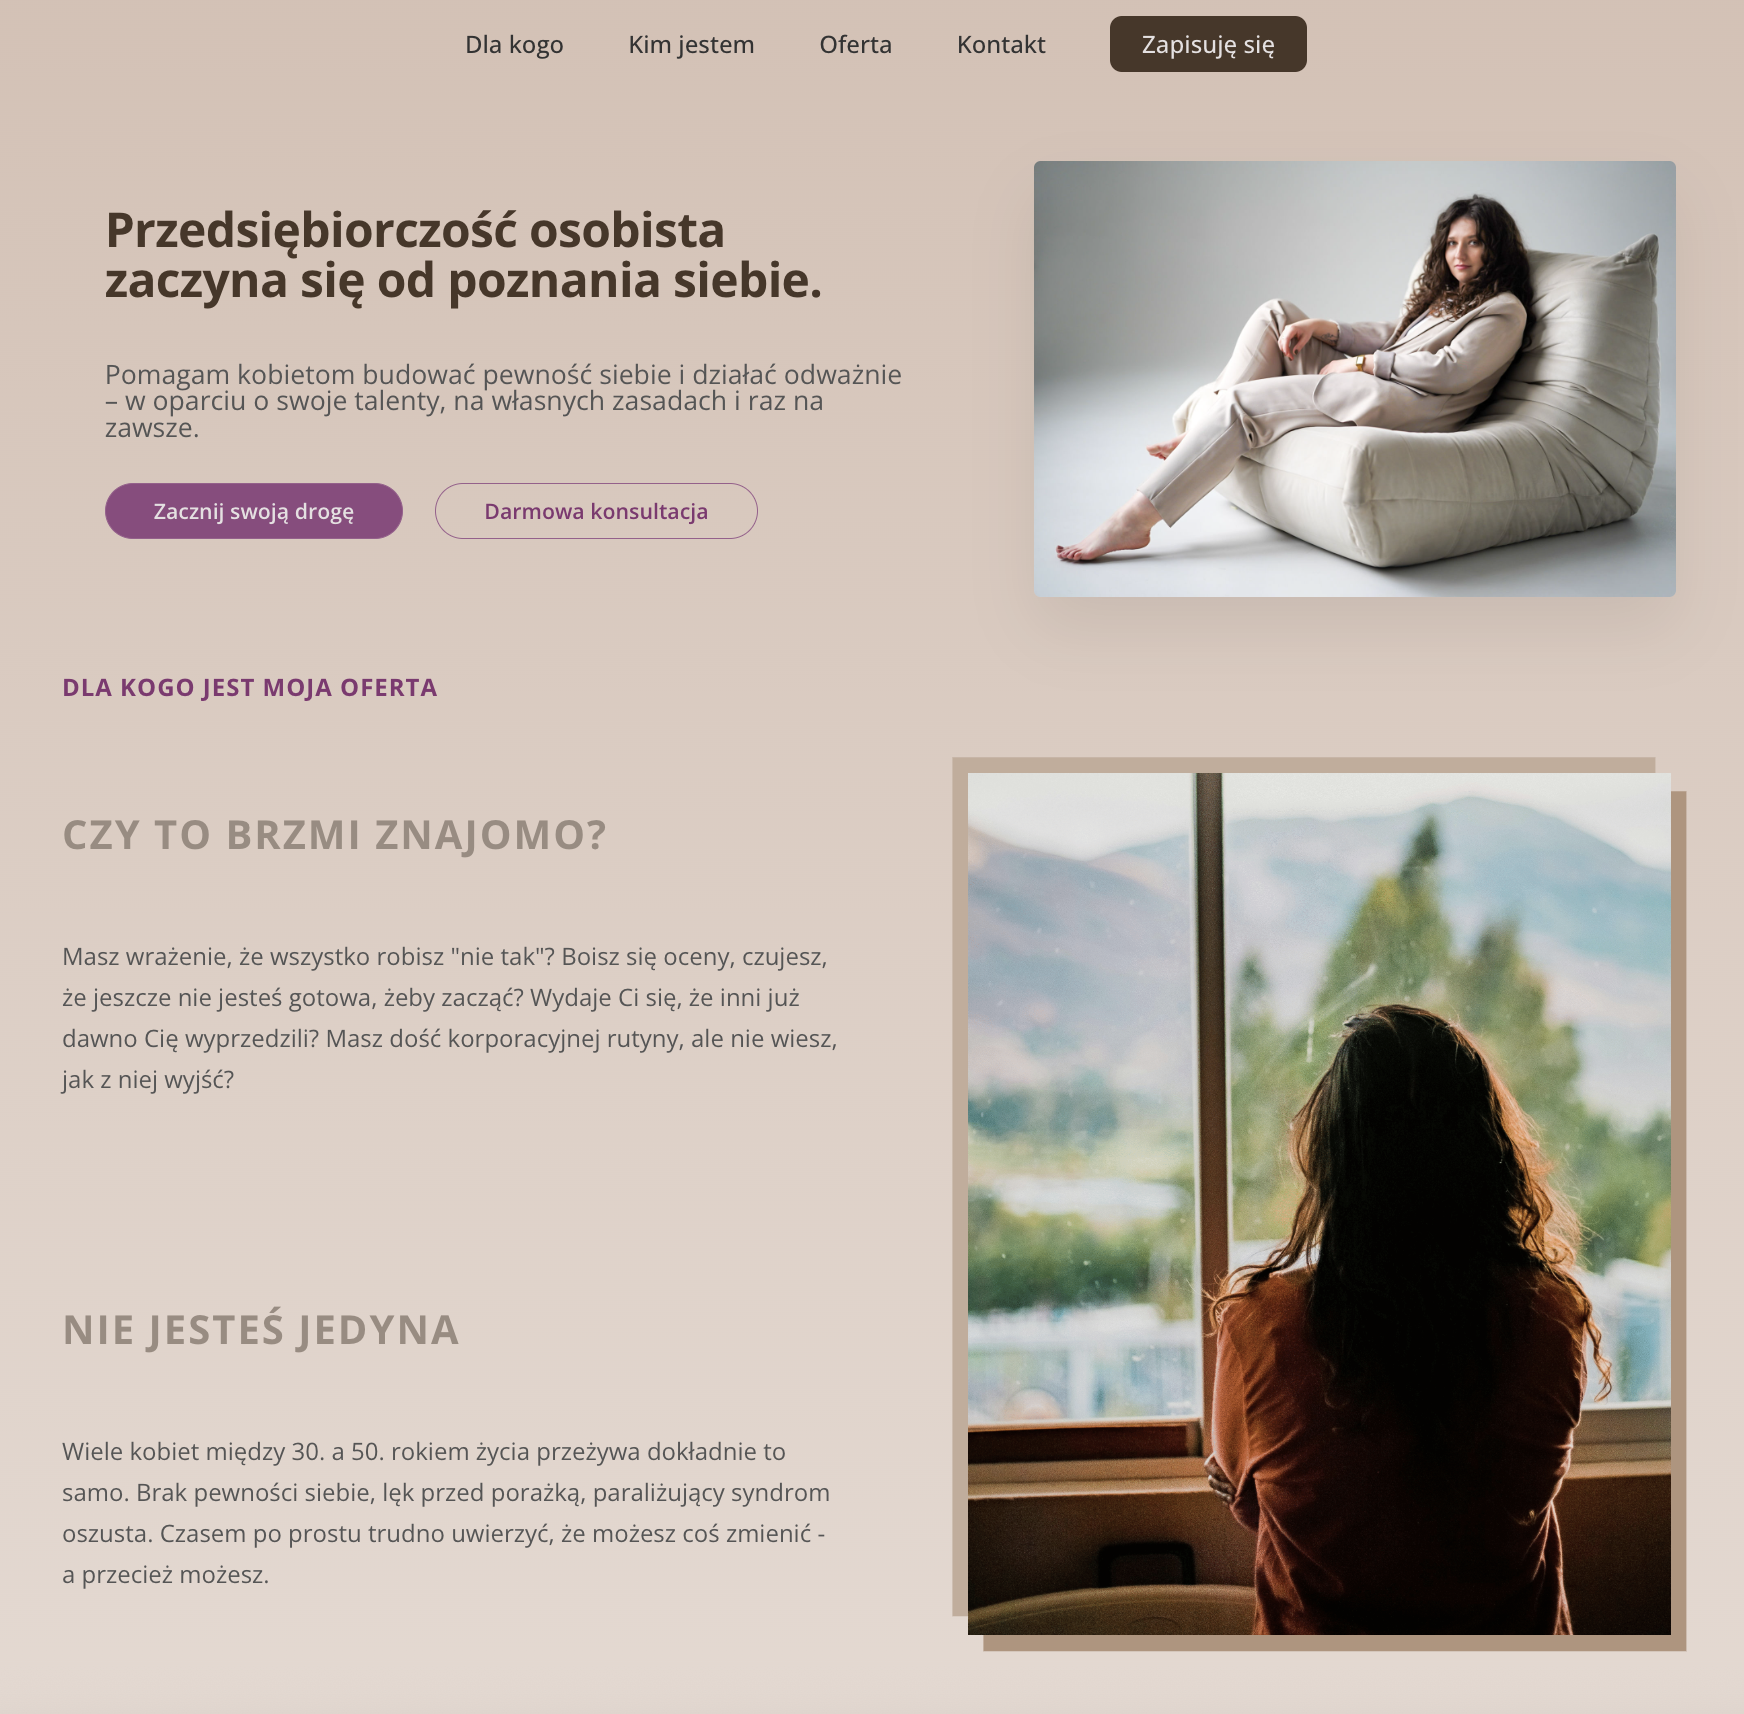 Dla kogo Kim jestem Oferta Kontakt Zapisuję się
Przedsiębiorczość osobista
zaczyna się od poznania siebie.
Pomagam kobietom budować pewność siebie i działać odważnie
– w oparciu o swoje talenty, na własnych zasadach i raz na
zawsze.
Zacznij swoją drogę Darmowa konsultacja
DLA KOGO JEST MOJA OFERTA
CZY TO BRZMI ZNAJOMO?
Masz wrażenie, że wszystko robisz "nie tak"? Boisz się oceny, czujesz,
że jeszcze nie jesteś gotowa, żeby zacząć? Wydaje Ci się, że inni już
dawno Cię wyprzedzili? Masz dość korporacyjnej rutyny, ale nie wiesz,
jak z niej wyjść?
NIE JESTEŚ JEDYNA
Wiele kobiet między 30. a 50. rokiem życia przeżywa dokładnie to
samo. Brak pewności siebie, lęk przed porażką, paraliżujący syndrom
oszusta. Czasem po prostu trudno uwierzyć, że możesz coś zmienić -
a przecież możesz.